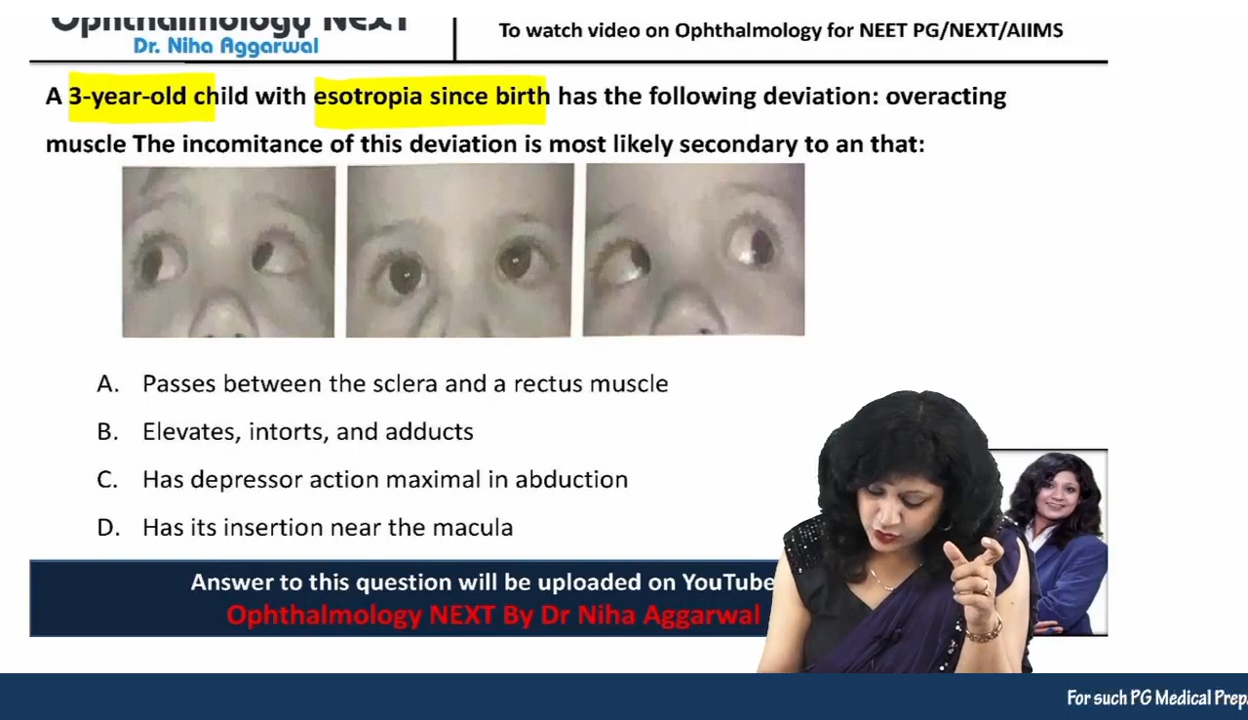 Ophthalmology NEXT
Dr. Niha Aggarwal
To watch video on Ophthalmology for NEET PG/NEXT/AIIMS
A 3-year-old child with esotropia since birth has the following deviation: overacting
muscle The incomitance of this deviation is most likely secondary to an that:
A. Passes between the sclera and a rectus muscle
B. Elevates, intorts, and adducts
C. Has depressor action maximal in abduction
D. Has its insertion near the macula
Answer to this question will be uploaded on YouTube
Ophthalmology NEXT By Dr Niha Aggarwal
For such PG Medical Prep